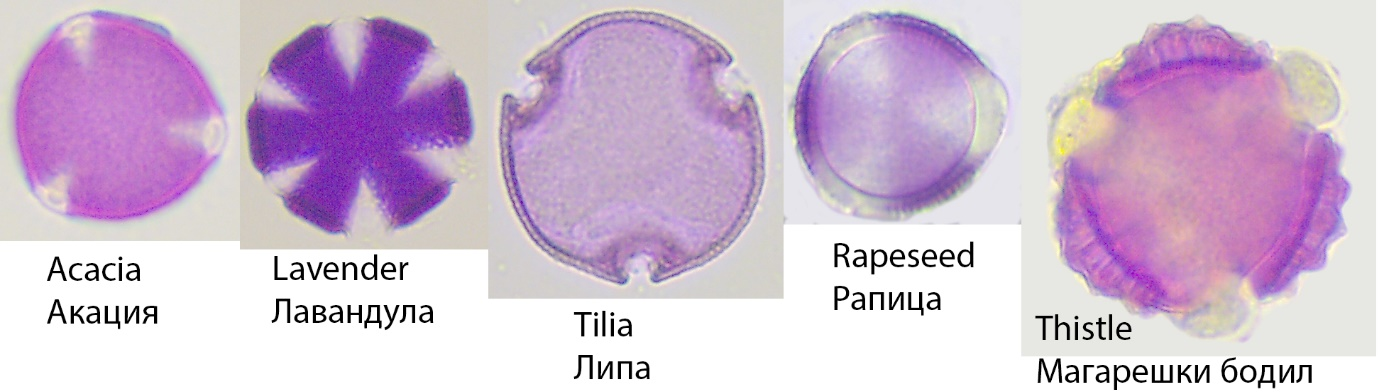 Acacia
Акация
Lavender
Лавандула
Tilia
Липа
Rapeseed
Рапица
Thistle
Магарешки бодил